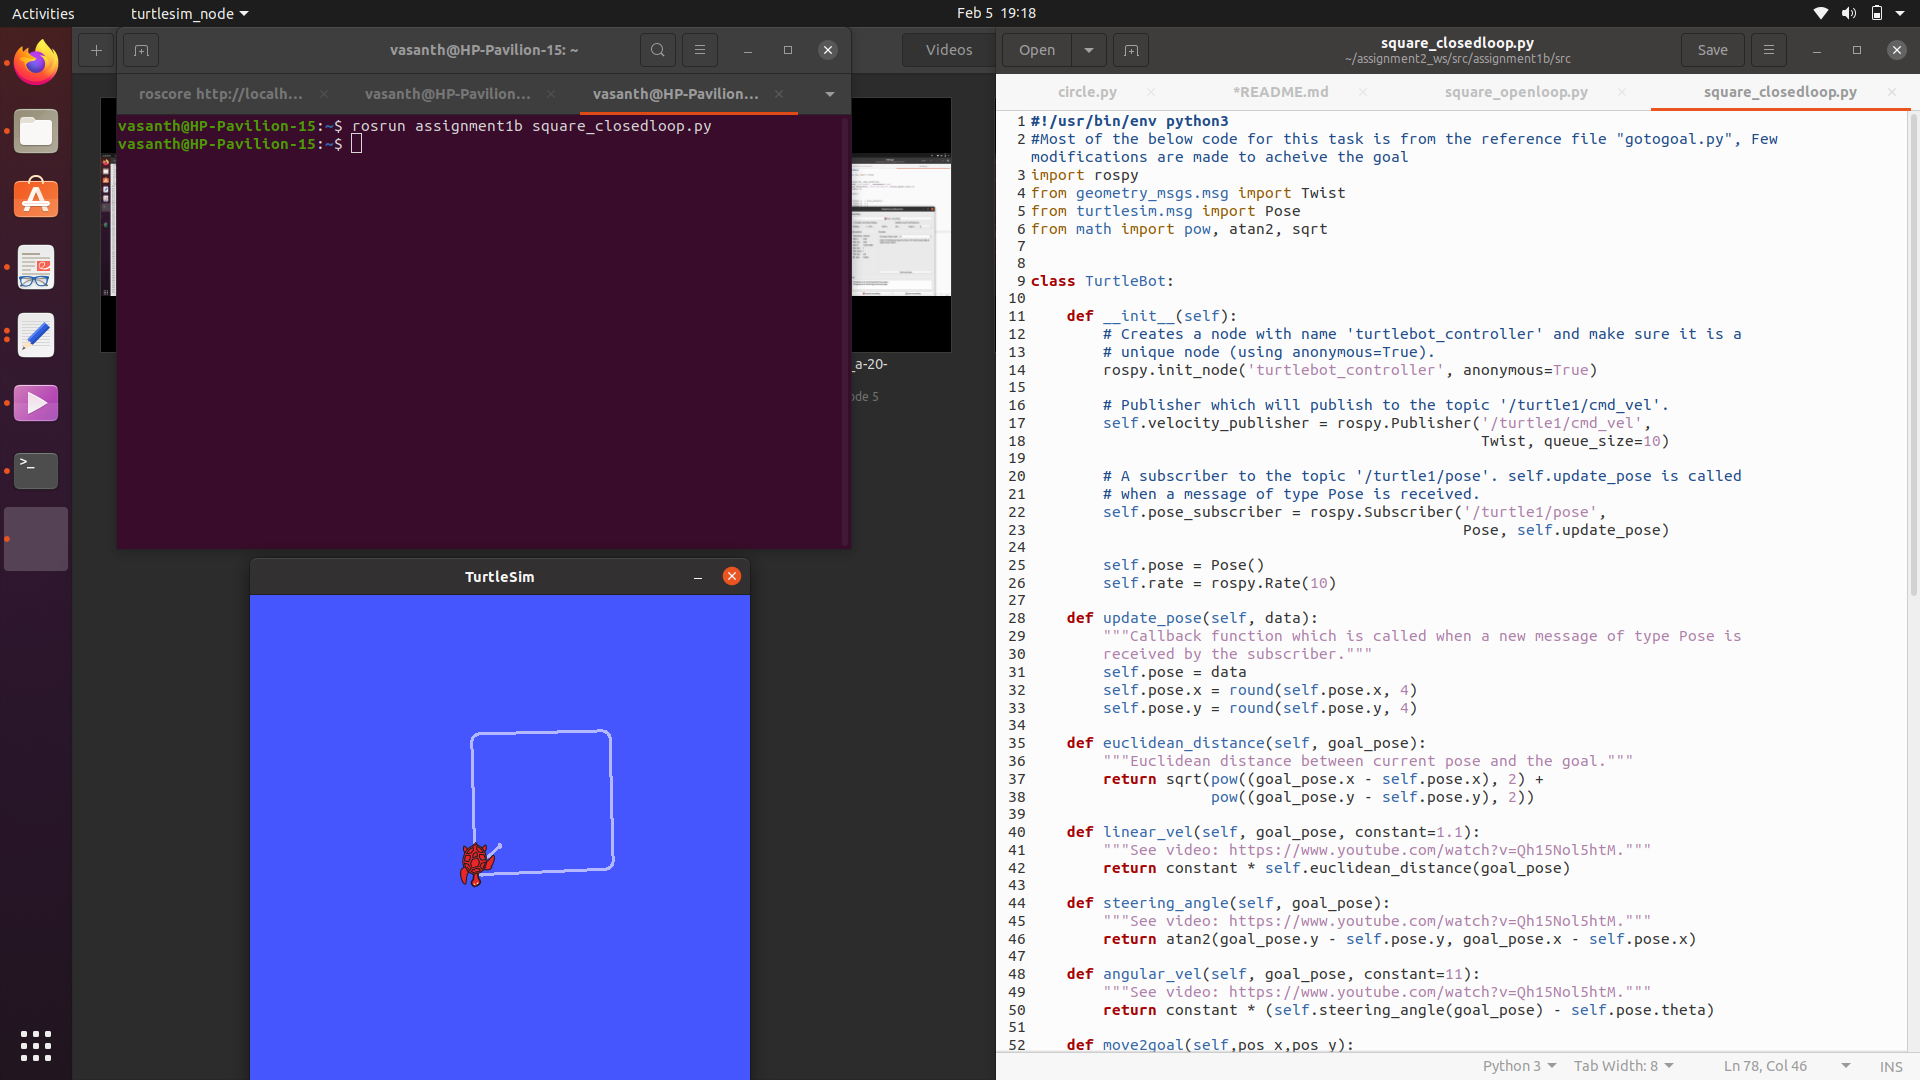 Activities
turtlesim_node
Feb 5 19:18
vasanth@HP-Pavilion-15: ~
Videos
roscore http://localh...
vasanth@HP-Pavilion...
vasanth@HP-Pavilion...
vasanth@HP-Pavilion-15:~$ rosrun assignment1b square_closedloop.py
vasanth@HP-Pavilion-15:~$
_a-20-
ode 5
TurtleSim
Open
square_closedloop.py
~/assignment2_ws/src/assignment1b/src
Save
circle.py
*README.md
square_openloop.py
square_closedloop.py
1 #!/usr/bin/env python3
2 #Most of the below code for this task is from the reference file "gotogoal.py", Few
modifications are made to acheive the goal
3 import rospy
4 from geometry_msgs.msg import Twist
5 from turtlesim.msg import Pose
6 from math import pow, atan2, sqrt
7
8
9 class TurtleBot:
10
11     def __init__(self):
12         # Creates a node with name 'turtlebot_controller' and make sure it is a
13         # unique node (using anonymous=True).
14         rospy.init_node('turtlebot_controller', anonymous=True)
15
16         # Publisher which will publish to the topic '/turtle1/cmd_vel'.
17         self.velocity_publisher = rospy.Publisher('/turtle1/cmd_vel',
18                                                   Twist, queue_size=10)
19
20         # A subscriber to the topic '/turtle1/pose'. self.update_pose is called
21         # when a message of type Pose is received.
22         self.pose_subscriber = rospy.Subscriber('/turtle1/pose',
23                                                 Pose, self.update_pose)
24
25         self.pose = Pose()
26         self.rate = rospy.Rate(10)
27
28     def update_pose(self, data):
29         """Callback function which is called when a new message of type Pose is
30         received by the subscriber."""
31         self.pose = data
32         self.pose.x = round(self.pose.x, 4)
33         self.pose.y = round(self.pose.y, 4)
34
35     def euclidean_distance(self, goal_pose):
36         """Euclidean distance between current pose and the goal."""
37         return sqrt(pow((goal_pose.x - self.pose.x), 2) +
38                     pow((goal_pose.y - self.pose.y), 2))
39
40     def linear_vel(self, goal_pose, constant=1.1):
41         """See video: https://www.youtube.com/watch?v=Qh15Nol5htM."""
42         return constant * self.euclidean_distance(goal_pose)
43
44     def steering_angle(self, goal_pose):
45         """See video: https://www.youtube.com/watch?v=Qh15Nol5htM."""
46         return atan2(goal_pose.y - self.pose.y, goal_pose.x - self.pose.x)
47
48     def angular_vel(self, goal_pose, constant=11):
49         """See video: https://www.youtube.com/watch?v=Qh15Nol5htM."""
50         return constant * (self.steering_angle(goal_pose) - self.pose.theta)
51
52     def move2goal(self,pos_x,pos_y):
Python 3
Tab Width: 8
Ln 78, Col 46
INS